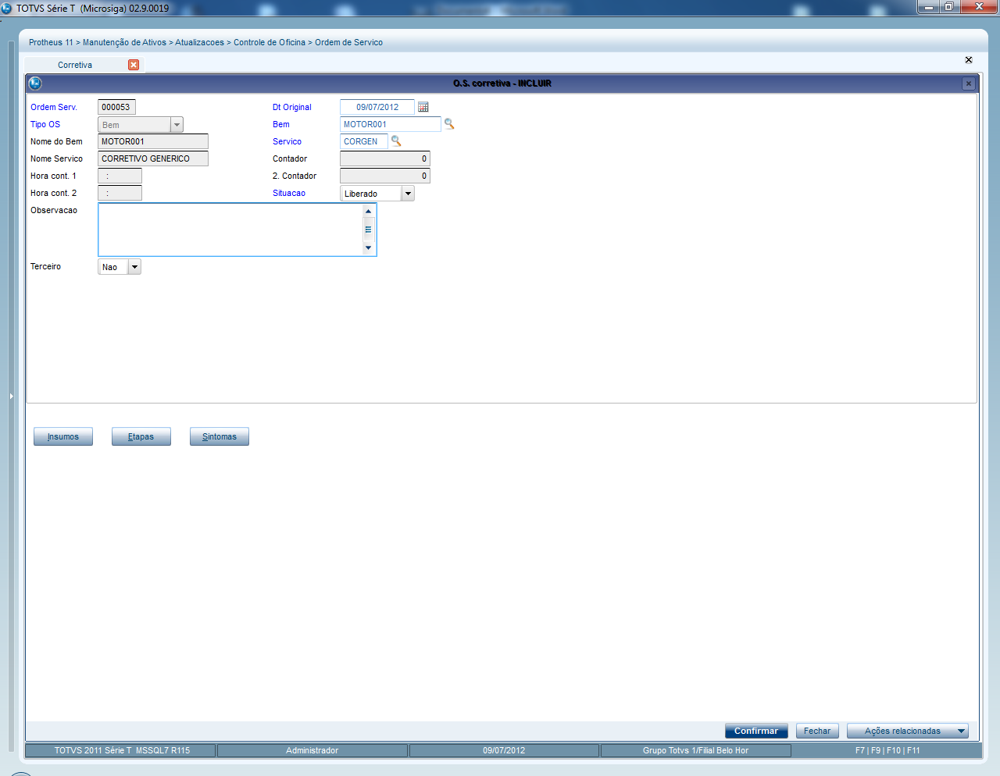 TOTVS Série T  (Microsiga) 02.9.0019
Protheus 11 > Manutenção de Ativos > Atualizacoes > Controle de Oficina > Ordem de Servico
Corretiva
O.S. corretiva - INCLUIR
Ordem Serv. 000053 Dt Original 09/07/2012
Tipo OS Bem Bem MOTOR001
Nome do Bem MOTOR001 Servico CORGEN
Nome Servico CORRETIVO GENERICO Contador 0
Hora cont. 1 : 2. Contador 0
Hora cont. 2 : Situacao Liberado
Observacao
Terceiro Nao
Insumos Etapas Sintomas
Confirmar Fechar Ações relacionadas
TOTVS 2011 Série T  MSSQL7 R115 Administrador 09/07/2012 Grupo Totvs 1/Filial Belo Hor F7 | F9 | F10 | F11